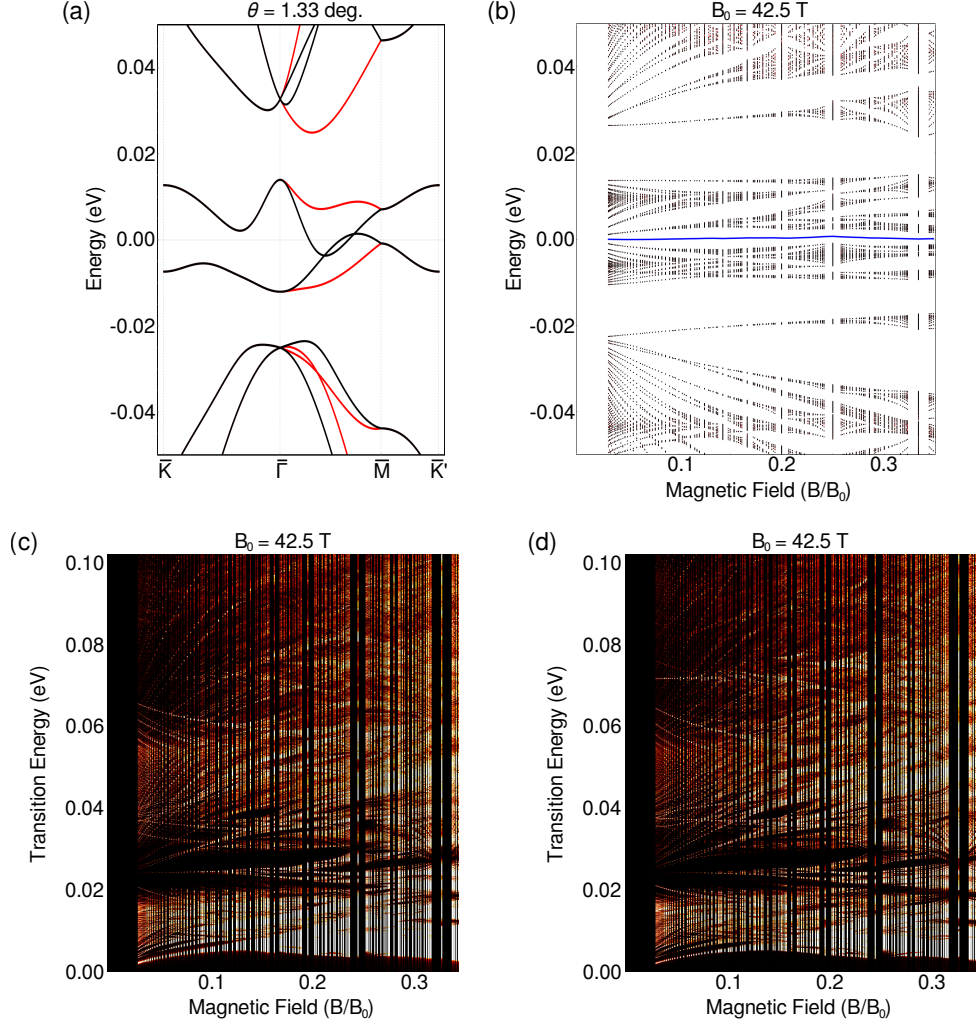 (a)
θ = 1.33 deg.
0.04
0.02
0.00
-0.02
-0.04
Energy (eV)
K̄
Γ̄
M̄
K̄'
(b)
B₀ = 42.5 T
0.04
0.02
0.00
-0.02
-0.04
Energy (eV)
0.1
0.2
0.3
Magnetic Field (B/B₀)
(c)
B₀ = 42.5 T
0.10
0.08
0.06
0.04
0.02
0.00
Transition Energy (eV)
0.1
0.2
0.3
Magnetic Field (B/B₀)
(d)
B₀ = 42.5 T
0.10
0.08
0.06
0.04
0.02
0.00
Transition Energy (eV)
0.1
0.2
0.3
Magnetic Field (B/B₀)